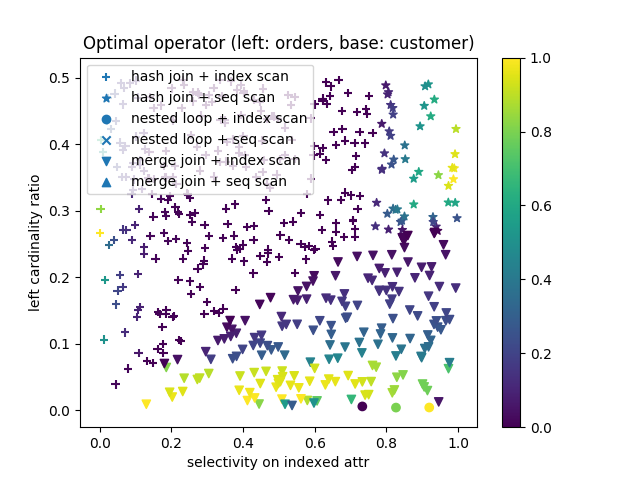 Optimal operator (left: orders, base: customer)
hash join + index scan
hash join + seq scan
nested loop + index scan
nested loop + seq scan
merge join + index scan
merge join + seq scan
left cardinality ratio
0.5
0.4
0.3
0.2
0.1
0.0
0.0 0.2 0.4 0.6 0.8 1.0
selectivity on indexed attr
1.0
0.8
0.6
0.4
0.2
0.0